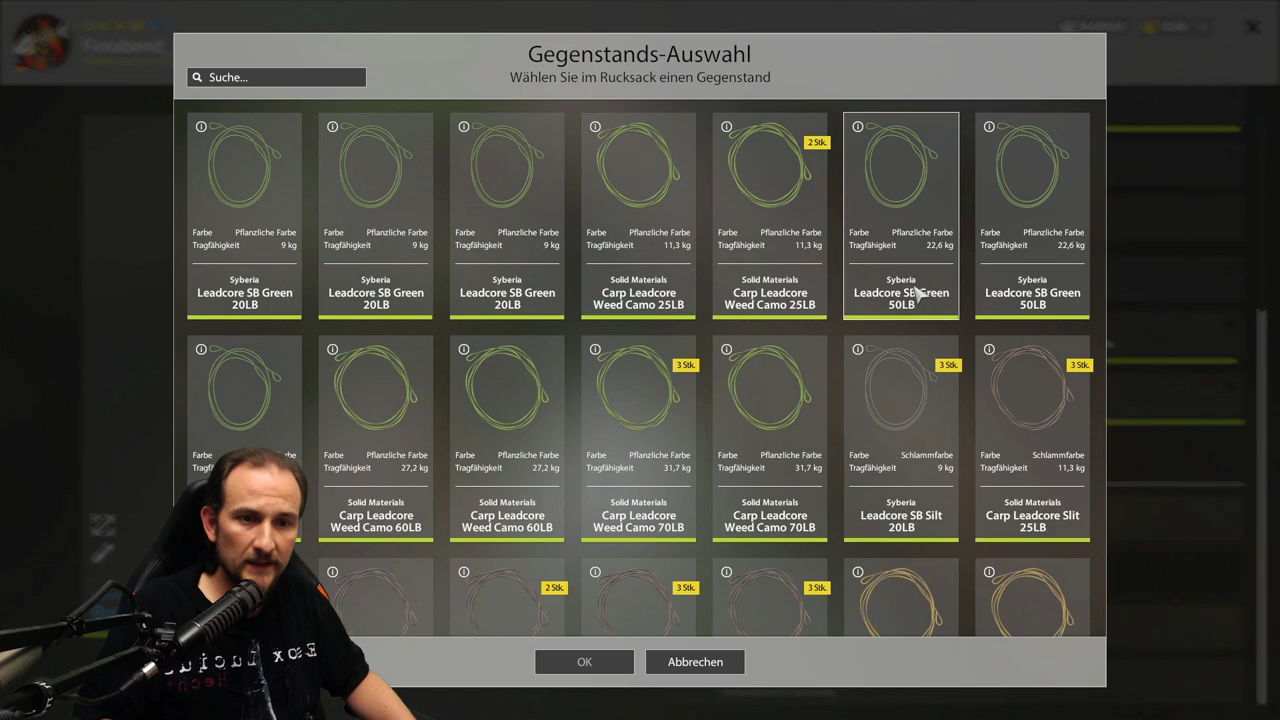 Gegenstands-Auswahl
Suche...
Wählen Sie im Rucksack einen Gegenstand
Farbe Pflanzliche Farbe
Tragfähigkeit 9 kg
Syberia
Leadcore SB Green
20LB
Farbe Pflanzliche Farbe
Tragfähigkeit 9 kg
Syberia
Leadcore SB Green
20LB
Farbe Pflanzliche Farbe
Tragfähigkeit 9 kg
Syberia
Leadcore SB Green
20LB
Farbe Pflanzliche Farbe
Tragfähigkeit 11,3 kg
Solid Materials
Carp Leadcore
Weed Camo 25LB
2 Stk.
Farbe Pflanzliche Farbe
Tragfähigkeit 11,3 kg
Solid Materials
Carp Leadcore
Weed Camo 25LB
Farbe Pflanzliche Farbe
Tragfähigkeit 22,6 kg
Syberia
Leadcore SB Green
50LB
Farbe Pflanzliche Farbe
Tragfähigkeit 22,6 kg
Syberia
Leadcore SB Green
50LB
Farbe Pflanzliche Farbe
Tragfähigkeit 27,2 kg
Solid Materials
Carp Leadcore
Weed Camo 60LB
Farbe Pflanzliche Farbe
Tragfähigkeit 27,2 kg
Solid Materials
Carp Leadcore
Weed Camo 60LB
3 Stk.
Farbe Pflanzliche Farbe
Tragfähigkeit 31,7 kg
Solid Materials
Carp Leadcore
Weed Camo 70LB
Farbe Pflanzliche Farbe
Tragfähigkeit 31,7 kg
Solid Materials
Carp Leadcore
Weed Camo 70LB
3 Stk.
Farbe Schlammfarbe
Tragfähigkeit 9 kg
Syberia
Leadcore SB Silt
20LB
3 Stk.
Farbe Schlammfarbe
Tragfähigkeit 11,3 kg
Solid Materials
Carp Leadcore Slit
25LB
2 Stk.
3 Stk.
3 Stk.
OK
Abbrechen